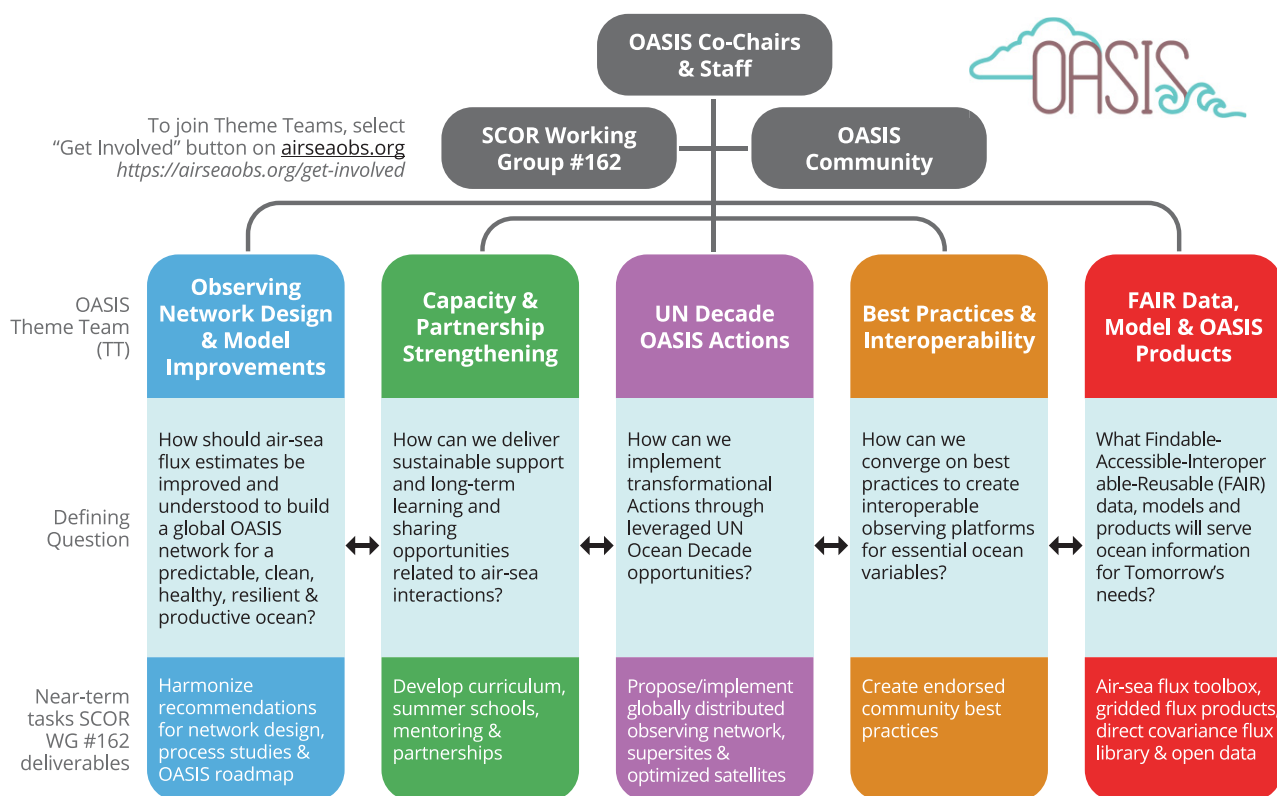 OASIS Co-Chairs
& Staff
OASIS
To join Theme Teams, select
“Get Involved” button on airseaobs.org
https://airseaobs.org/get-involved
SCOR Working
Group #162
OASIS
Community
OASIS
Theme Team
(TT)
Observing
Network Design
& Model
Improvements
Capacity &
Partnership
Strengthening
UN Decade
OASIS Actions
Best Practices &
Interoperability
FAIR Data,
Model & OASIS
Products
Defining
Question
How should air-sea
flux estimates be
improved and
understood to build
a global OASIS
network for a
predictable, clean,
healthy, resilient &
productive ocean?
How can we deliver
sustainable support
and long-term
learning and
sharing
opportunities
related to air-sea
interactions?
How can we
implement
transformational
Actions through
leveraged UN
Ocean Decade
opportunities?
How can we
converge on best
practices to create
interoperable
observing platforms
for essential ocean
variables?
What Findable-
Accessible-Interoper
able-Reusable (FAIR)
data, models and
products will serve
ocean information
for Tomorrow’s
needs?
Near-term
tasks SCOR
WG #162
deliverables
Harmonize
recommendations
for network design,
process studies &
OASIS roadmap
Develop curriculum,
summer schools,
mentoring &
partnerships
Propose/implement
globally distributed
observing network,
supersites &
optimized satellites
Create endorsed
community best
practices
Air-sea flux toolbox,
gridded flux products,
direct covariance flux
library & open data